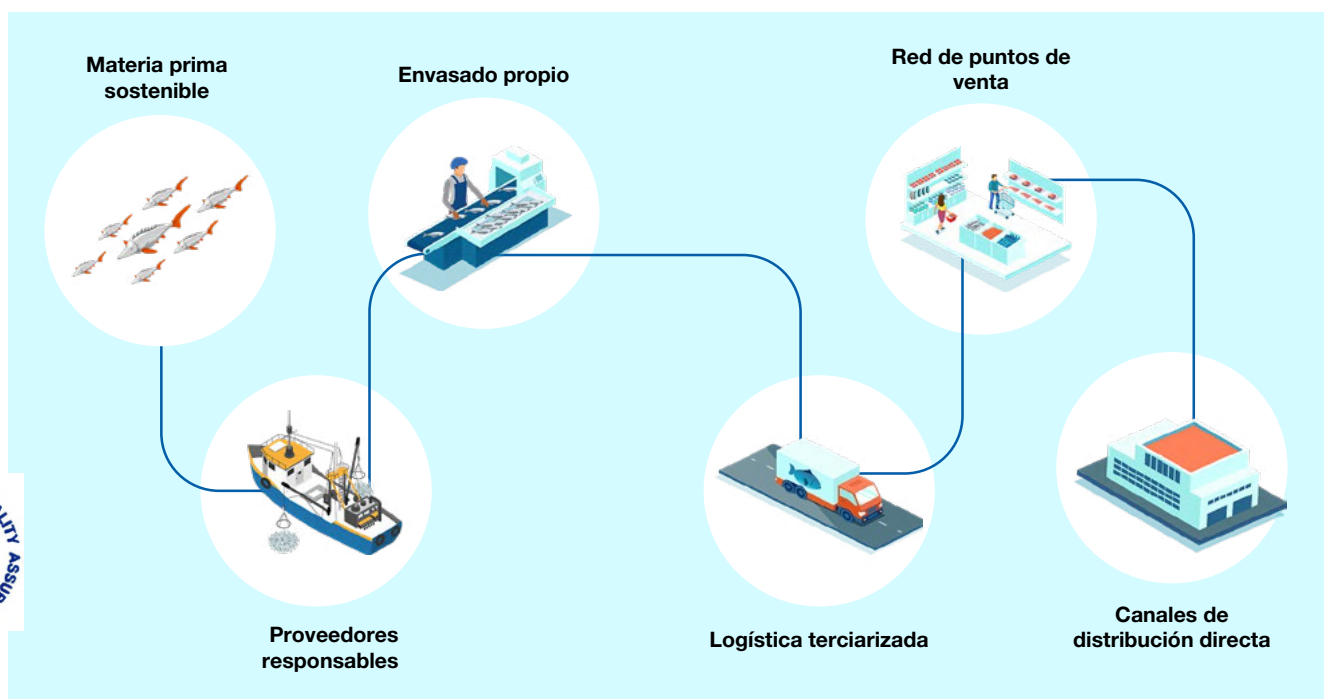 Materia prima
sostenible
Envasado propio
Red de puntos de
venta
Proveedores
responsables
Logística terciarizada
Canales de
distribución directa